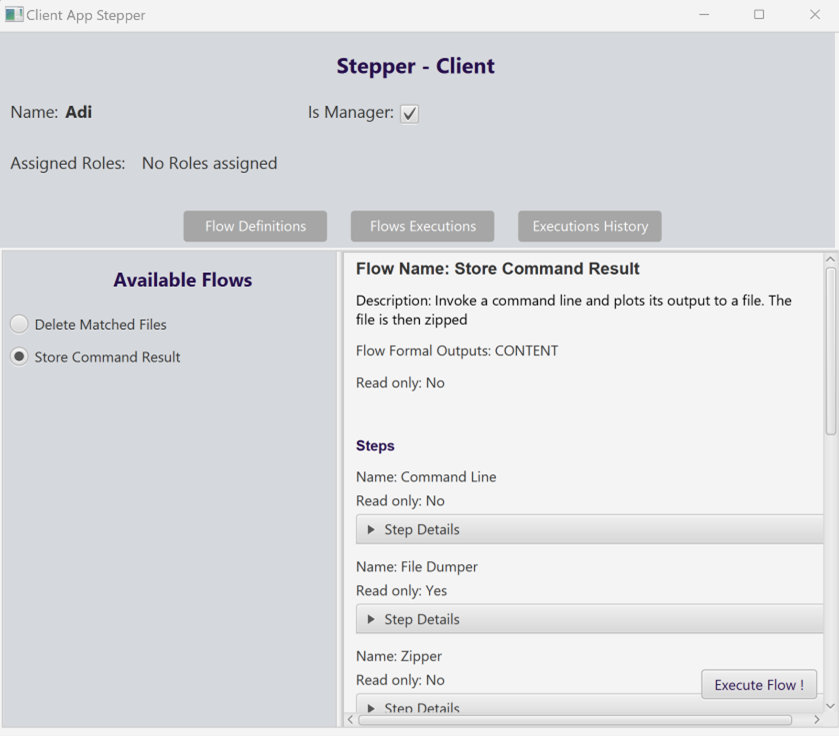 Client App Stepper
Stepper - Client
Name: Adi
Is Manager:
Assigned Roles: No Roles assigned
Flow Definitions
Flows Executions
Executions History
Available Flows
Delete Matched Files
Store Command Result
Flow Name: Store Command Result
Description: Invoke a command line and plots its output to a file. The
file is then zipped
Flow Formal Outputs: CONTENT
Read only: No
Steps
Name: Command Line
Read only: No
Step Details
Name: File Dumper
Read only: Yes
Step Details
Name: Zipper
Read only: No
Step Details
Execute Flow !